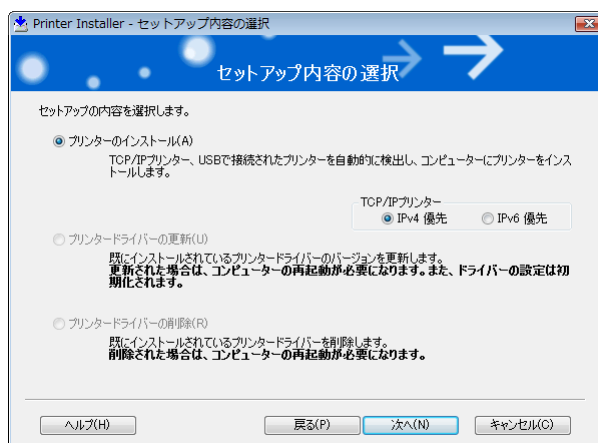 Printer Installer - セットアップ内容の選択
セットアップ内容の選択
セットアップの内容を選択します。
プリンターのインストール(A)
TCP/IPプリンター、USBで接続されたプリンターを自動的に検出し、コンピューターにプリンターをインス
トールします。
TCP/IPプリンター
IPv4 優先 IPv6 優先
プリンタードライバーの更新(U)
既にインストールされているプリンタードライバーのバージョンを更新します。
更新された場合は、コンピューターの再起動が必要になります。また、ドライバーの設定は初
期化されます。
プリンタードライバーの削除(R)
既にインストールされているプリンタードライバーを削除します。
削除された場合は、コンピューターの再起動が必要になります。
ヘルプ(H) 戻る(P) 次へ(N) キャンセル(C)